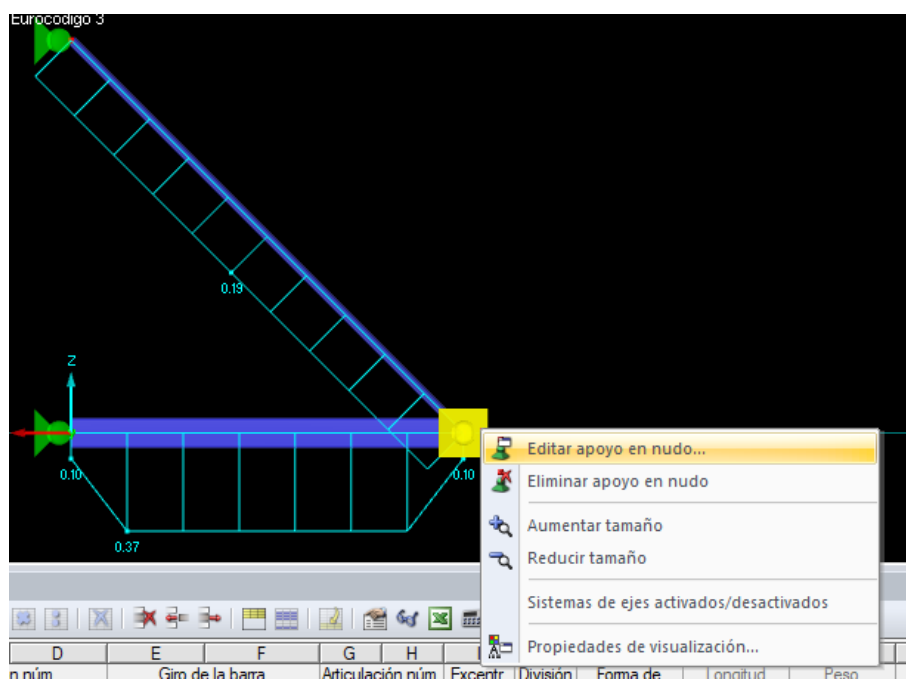 Eurocodigo 3
0.19
Z
0.10
0.10
0.37
Editar apoyo en nudo...
Eliminar apoyo en nudo
Aumentar tamaño
Reducir tamaño
Sistemas de ejes activados/desactivados
Propiedades de visualización...
D E F G H
n núm Giro de la barra Articulación núm Excentr División Forma de Longitud Peso